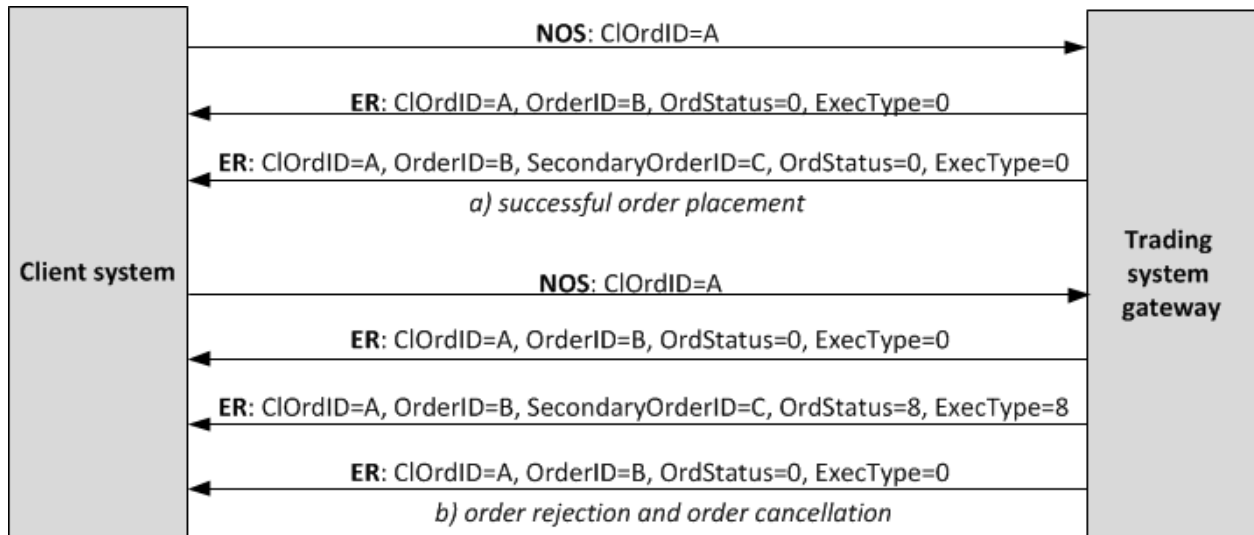 NOS: ClOrdID=A
ER: ClOrdID=A, OrderID=B, OrdStatus=0, ExecType=0
ER: ClOrdID=A, OrderID=B, SecondaryOrderID=C, OrdStatus=0, ExecType=0
a) successful order placement
Client system
Trading
system
gateway
NOS: ClOrdID=A
ER: ClOrdID=A, OrderID=B, OrdStatus=0, ExecType=0
ER: ClOrdID=A, OrderID=B, SecondaryOrderID=C, OrdStatus=8, ExecType=8
ER: ClOrdID=A, OrderID=B, OrdStatus=0, ExecType=0
b) order rejection and order cancellation